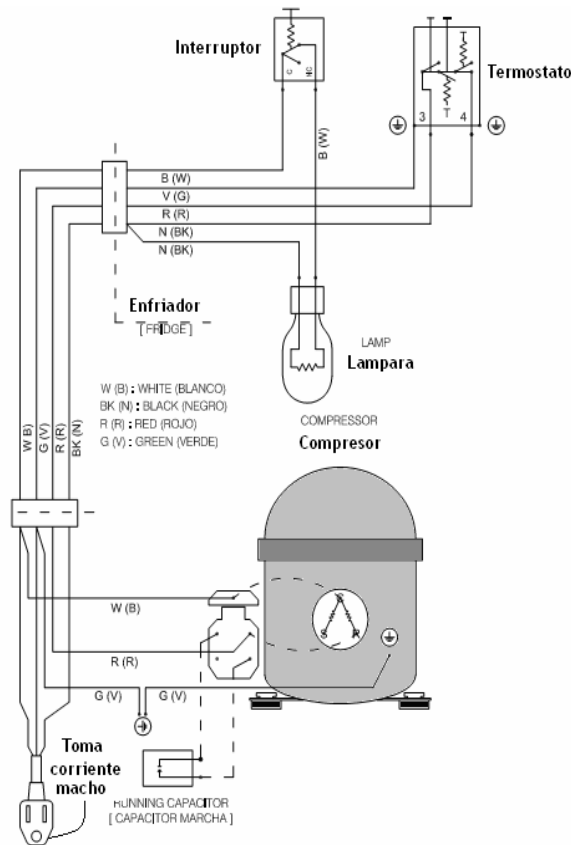 Interruptor
C
NC
Termostato
3
4
B (W)
B (W)
V (G)
R (R)
N (BK)
N (BK)
Enfriador
[ FRIDGE ]
LAMP
Lampara
W (B) : WHITE (BLANCO)
BK (N) : BLACK (NEGRO)
R (R) : RED (ROJO)
G (V) : GREEN (VERDE)
COMPRESSOR
Compresor
W B)
G (V)
R (R)
BK (N)
W (B)
C
S
R
R (R)
G (V)
G (V)
Toma
corriente
macho
RUNNING CAPACITOR
[ CAPACITOR MARCHA ]